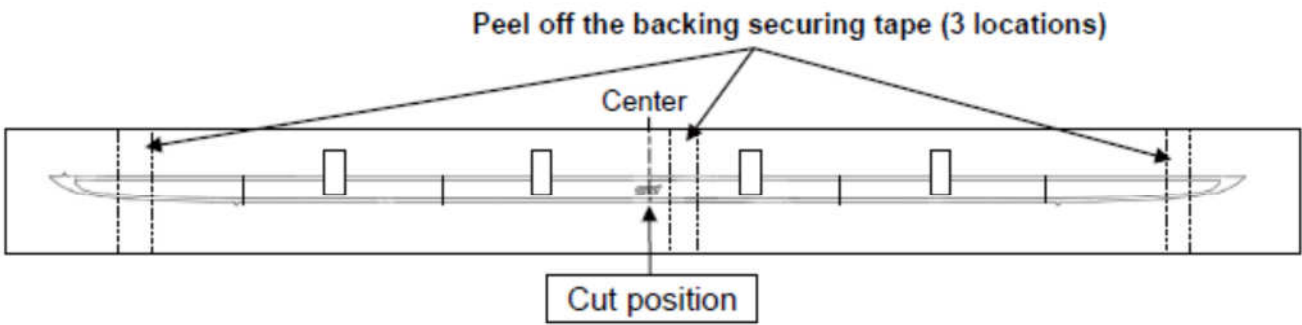 Peel off the backing securing tape (3 locations)
Center
Cut position